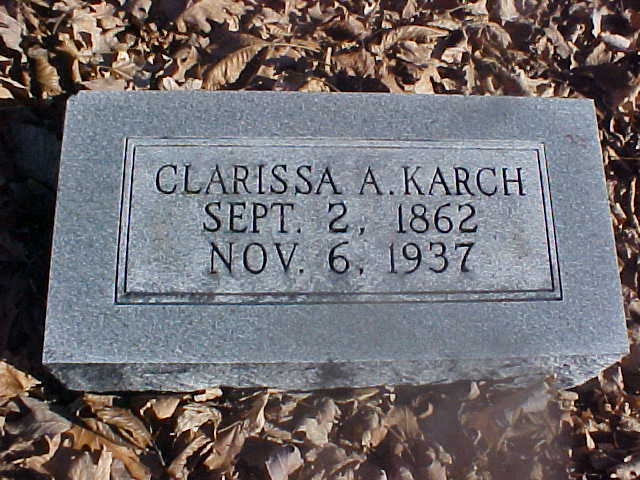 CLARISSA A. KARCH
SEPT. 2, 1862
NOV. 6, 1937